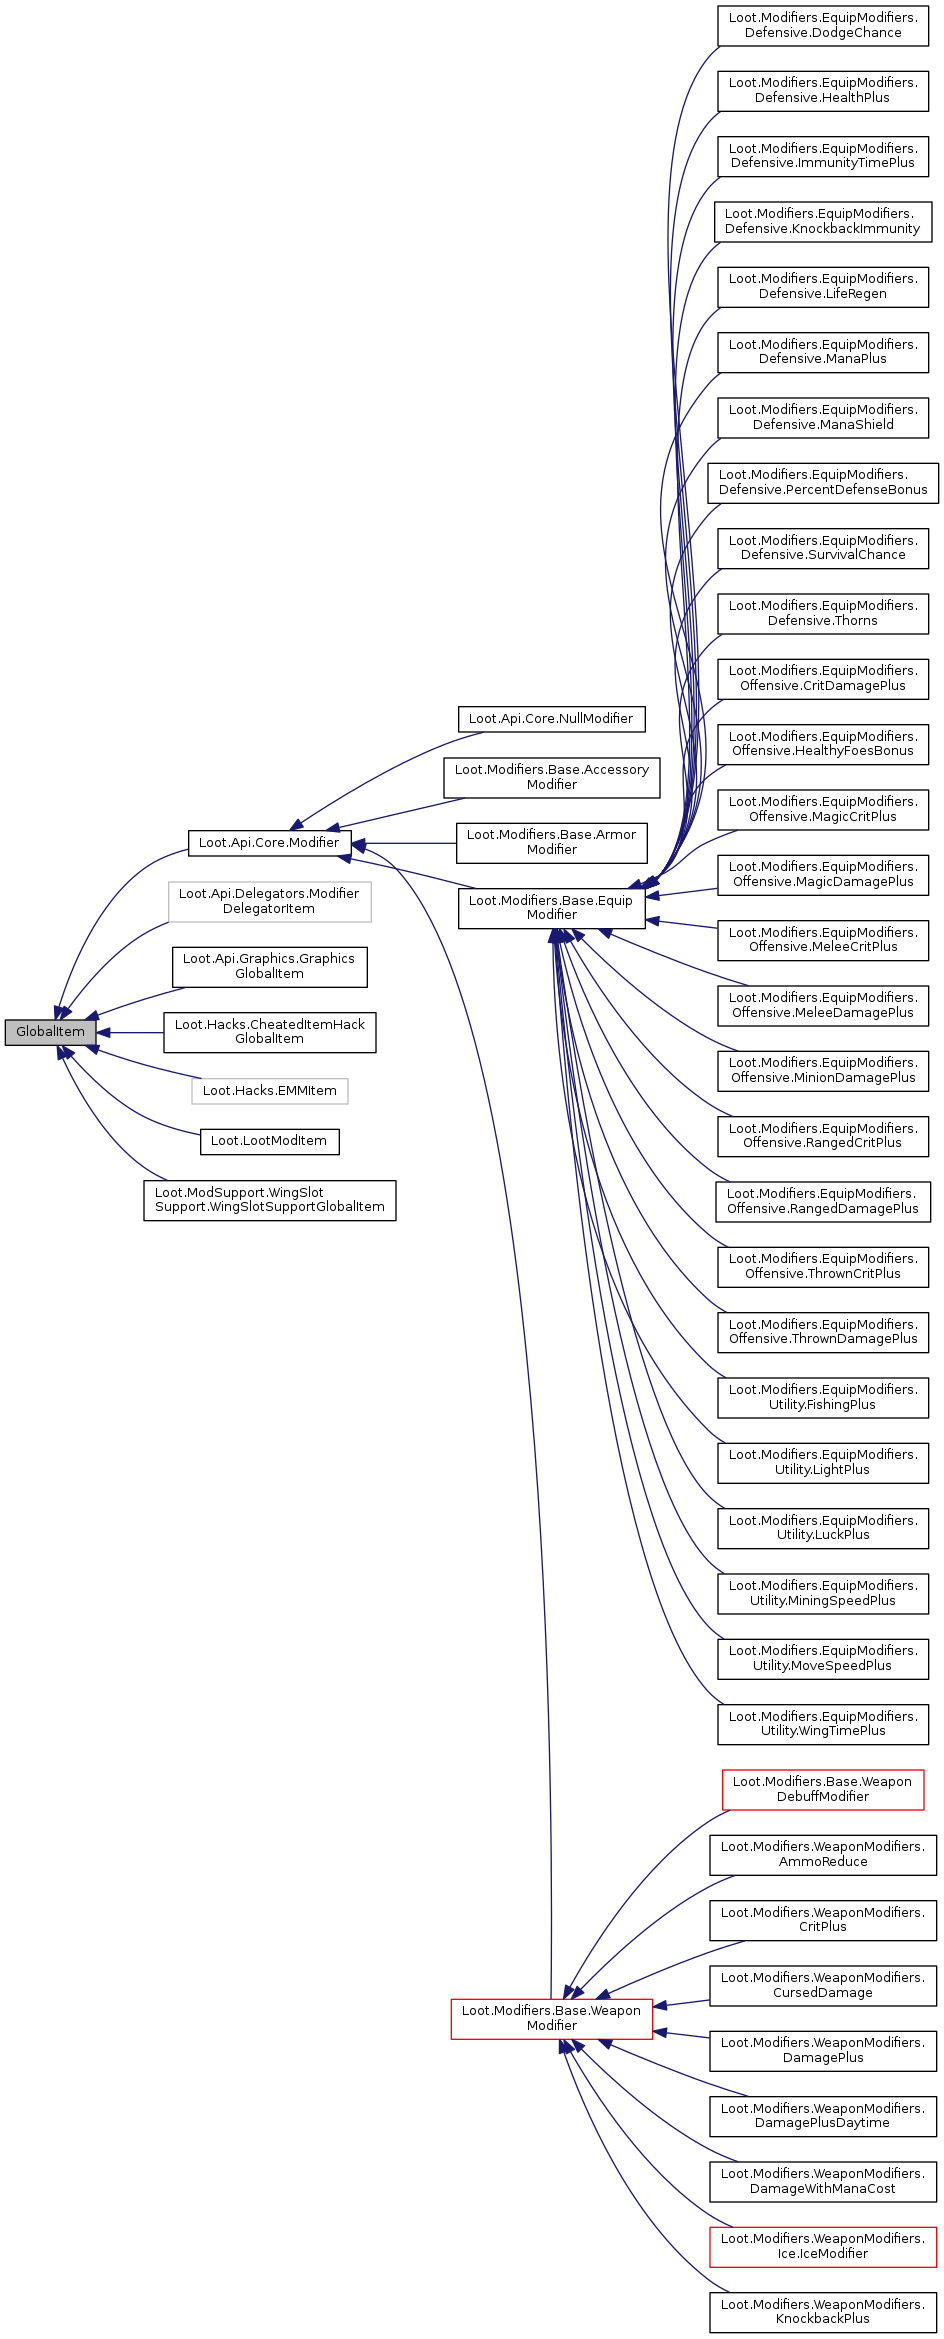 Loot.Modifiers.EquipModifiers.
Defensive.DodgeChance
Loot.Modifiers.EquipModifiers.
Defensive.HealthPlus
Loot.Modifiers.EquipModifiers.
Defensive.ImmunityTimePlus
Loot.Modifiers.EquipModifiers.
Defensive.KnockbackImmunity
Loot.Modifiers.EquipModifiers.
Defensive.LifeRegen
Loot.Modifiers.EquipModifiers.
Defensive.ManaPlus
Loot.Modifiers.EquipModifiers.
Defensive.ManaShield
Loot.Modifiers.EquipModifiers.
Defensive.PercentDefenseBonus
Loot.Modifiers.EquipModifiers.
Defensive.SurvivalChance
Loot.Modifiers.EquipModifiers.
Defensive.Thorns
Loot.Modifiers.EquipModifiers.
Offensive.CritDamagePlus
Loot.Modifiers.EquipModifiers.
Offensive.HealthyFoesBonus
Loot.Modifiers.EquipModifiers.
Offensive.MagicCritPlus
Loot.Modifiers.EquipModifiers.
Offensive.MagicDamagePlus
Loot.Modifiers.EquipModifiers.
Offensive.MeleeCritPlus
Loot.Modifiers.EquipModifiers.
Offensive.MeleeDamagePlus
Loot.Modifiers.EquipModifiers.
Offensive.MinionDamagePlus
Loot.Modifiers.EquipModifiers.
Offensive.RangedCritPlus
Loot.Modifiers.EquipModifiers.
Offensive.RangedDamagePlus
Loot.Modifiers.EquipModifiers.
Offensive.ThrownCritPlus
Loot.Modifiers.EquipModifiers.
Offensive.ThrownDamagePlus
Loot.Modifiers.EquipModifiers.
Utility.FishingPlus
Loot.Modifiers.EquipModifiers.
Utility.LightPlus
Loot.Modifiers.EquipModifiers.
Utility.LuckPlus
Loot.Modifiers.EquipModifiers.
Utility.MiningSpeedPlus
Loot.Modifiers.EquipModifiers.
Utility.MoveSpeedPlus
Loot.Modifiers.EquipModifiers.
Utility.WingTimePlus
Loot.Api.Core.NullModifier
Loot.Modifiers.Base.Accessory
Modifier
Loot.Modifiers.Base.Armor
Modifier
Loot.Modifiers.Base.Equip
Modifier
Loot.Api.Core.Modifier
Loot.Api.Delegators.Modifier
DelegatorItem
Loot.Api.Graphics.Graphics
GlobalItem
Loot.Hacks.CheatedItemHack
GlobalItem
Loot.Hacks.EMMItem
Loot.LootModItem
Loot.ModSupport.WingSlot
Support.WingSlotSupportGlobalItem
GlobalItem
Loot.Modifiers.Base.Weapon
Modifier
Loot.Modifiers.Base.Weapon
DebuffModifier
Loot.Modifiers.WeaponModifiers.
AmmoReduce
Loot.Modifiers.WeaponModifiers.
CritPlus
Loot.Modifiers.WeaponModifiers.
CursedDamage
Loot.Modifiers.WeaponModifiers.
DamagePlus
Loot.Modifiers.WeaponModifiers.
DamagePlusDaytime
Loot.Modifiers.WeaponModifiers.
DamageWithManaCost
Loot.Modifiers.WeaponModifiers.
Ice.IceModifier
Loot.Modifiers.WeaponModifiers.
KnockbackPlus